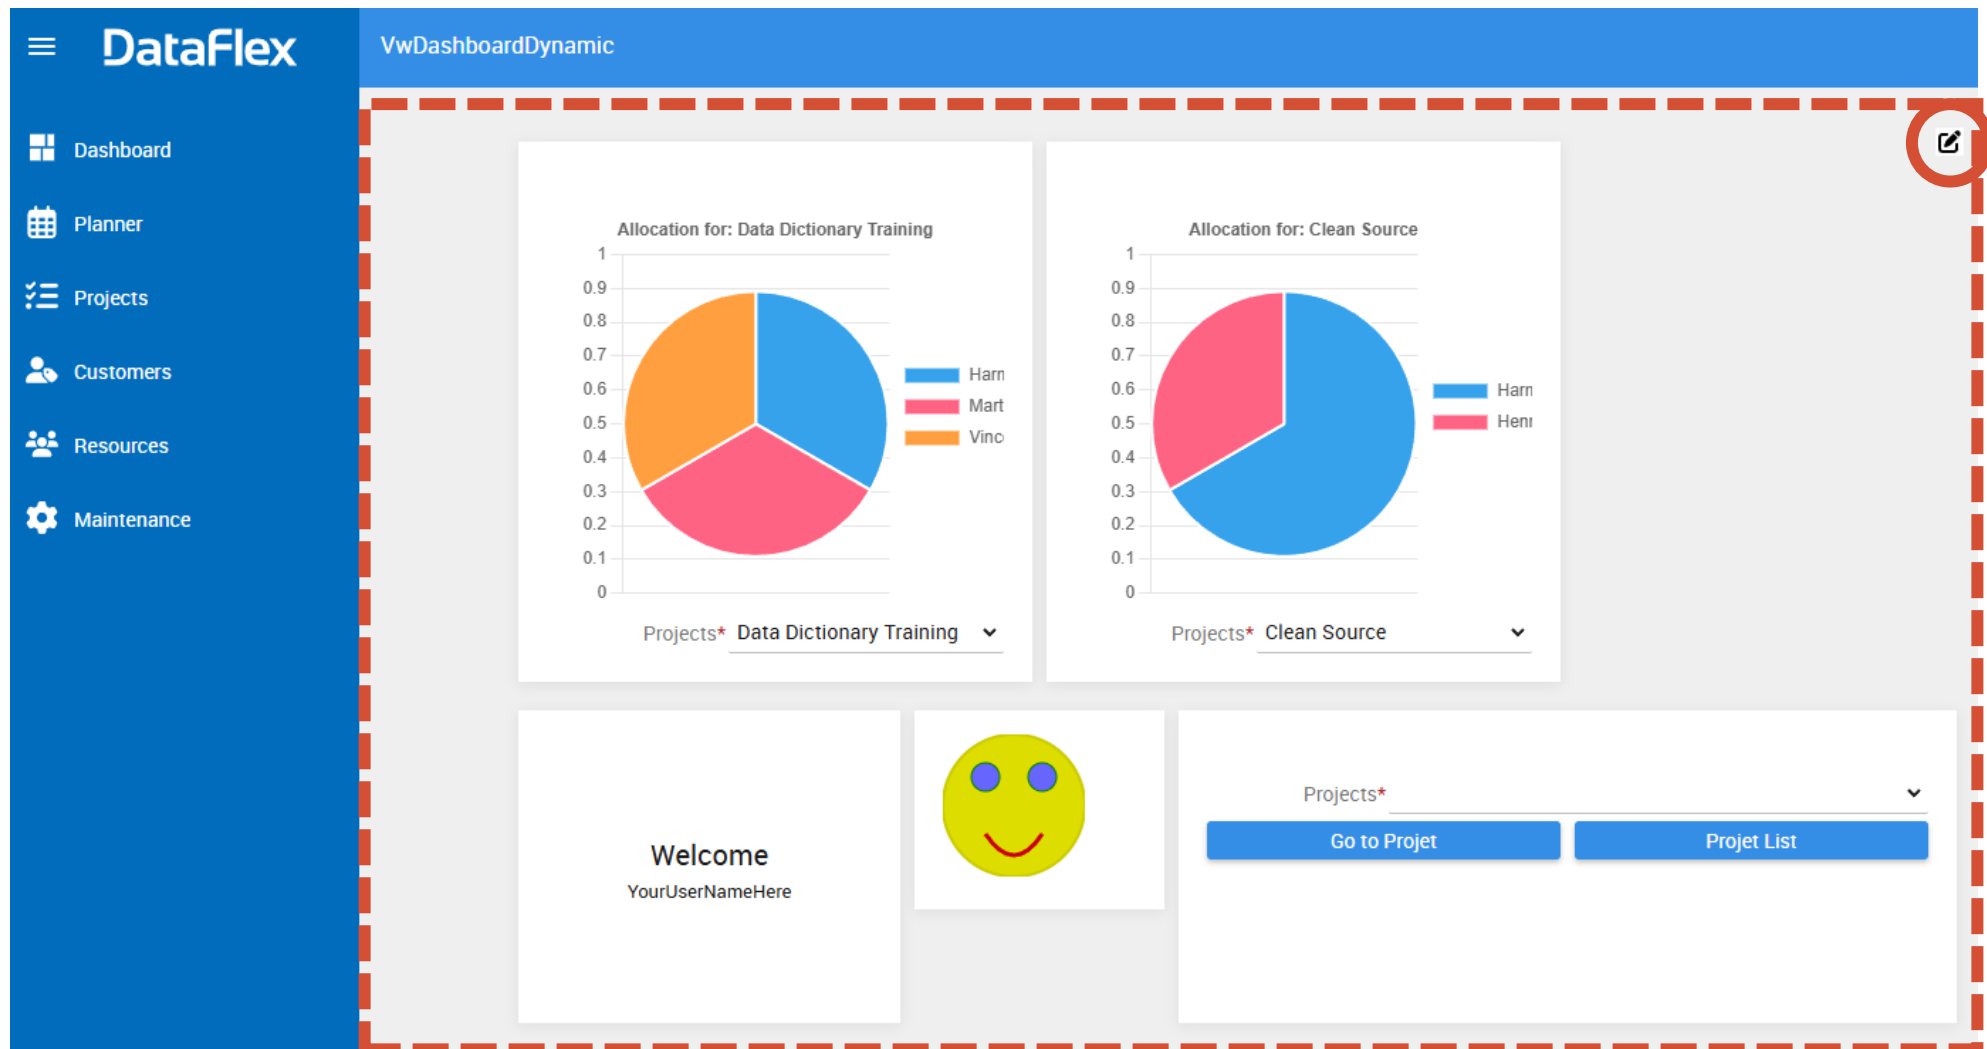 DataFlex
VwDashboardDynamic
Dashboard
Planner
Projects
Customers
Resources
Maintenance
Allocation for: Data Dictionary Training
1
0.9
0.8
0.7
0.6
0.5
0.4
0.3
0.2
0.1
0
Harn
Mart
Vinc
Projects* Data Dictionary Training
Allocation for: Clean Source
1
0.9
0.8
0.7
0.6
0.5
0.4
0.3
0.2
0.1
0
Harn
Henr
Projects* Clean Source
Welcome
YourUserNameHere
Projects*
Go to Projet
Projet List